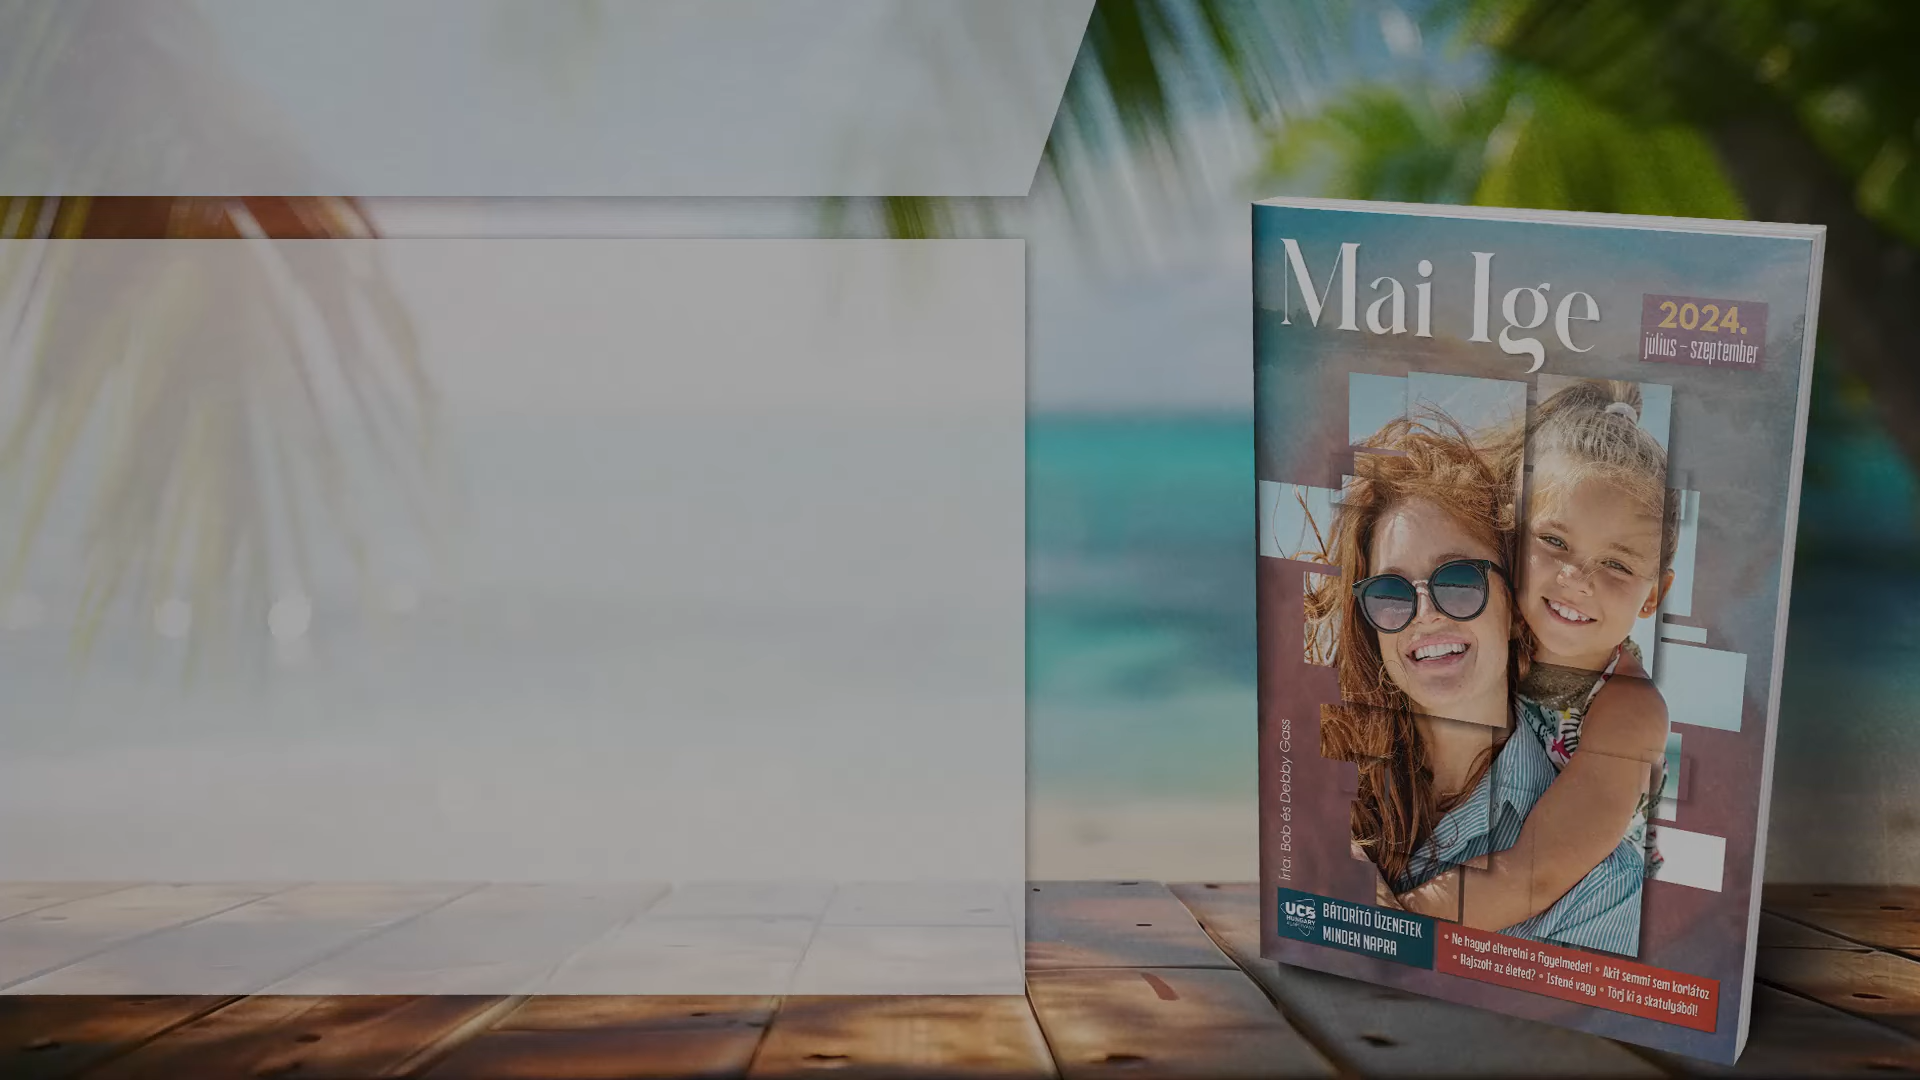 Mai Ige
2024.
július – szeptember
Írta: Bob és Debby Gass
UCB
HUNGARY
BÁTORÍTÓ ÜZENETEK
MINDEN NAPRA
• Ne hagyd elterelni a figyelmedet! • Akit semmi sem korlátoz
• Hajszolt az életed? • Istené vagy • Törj ki a skatulyából!